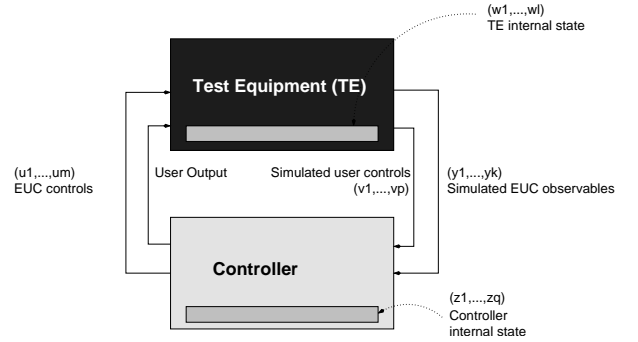 (w1,...,wl)
TE internal state
Test Equipment (TE)
(u1,...,um)
EUC controls
User Output
Simulated user controls
(v1,...,vp)
(y1,...,yk)
Simulated EUC observables
Controller
(z1,...,zq)
Controller
internal state